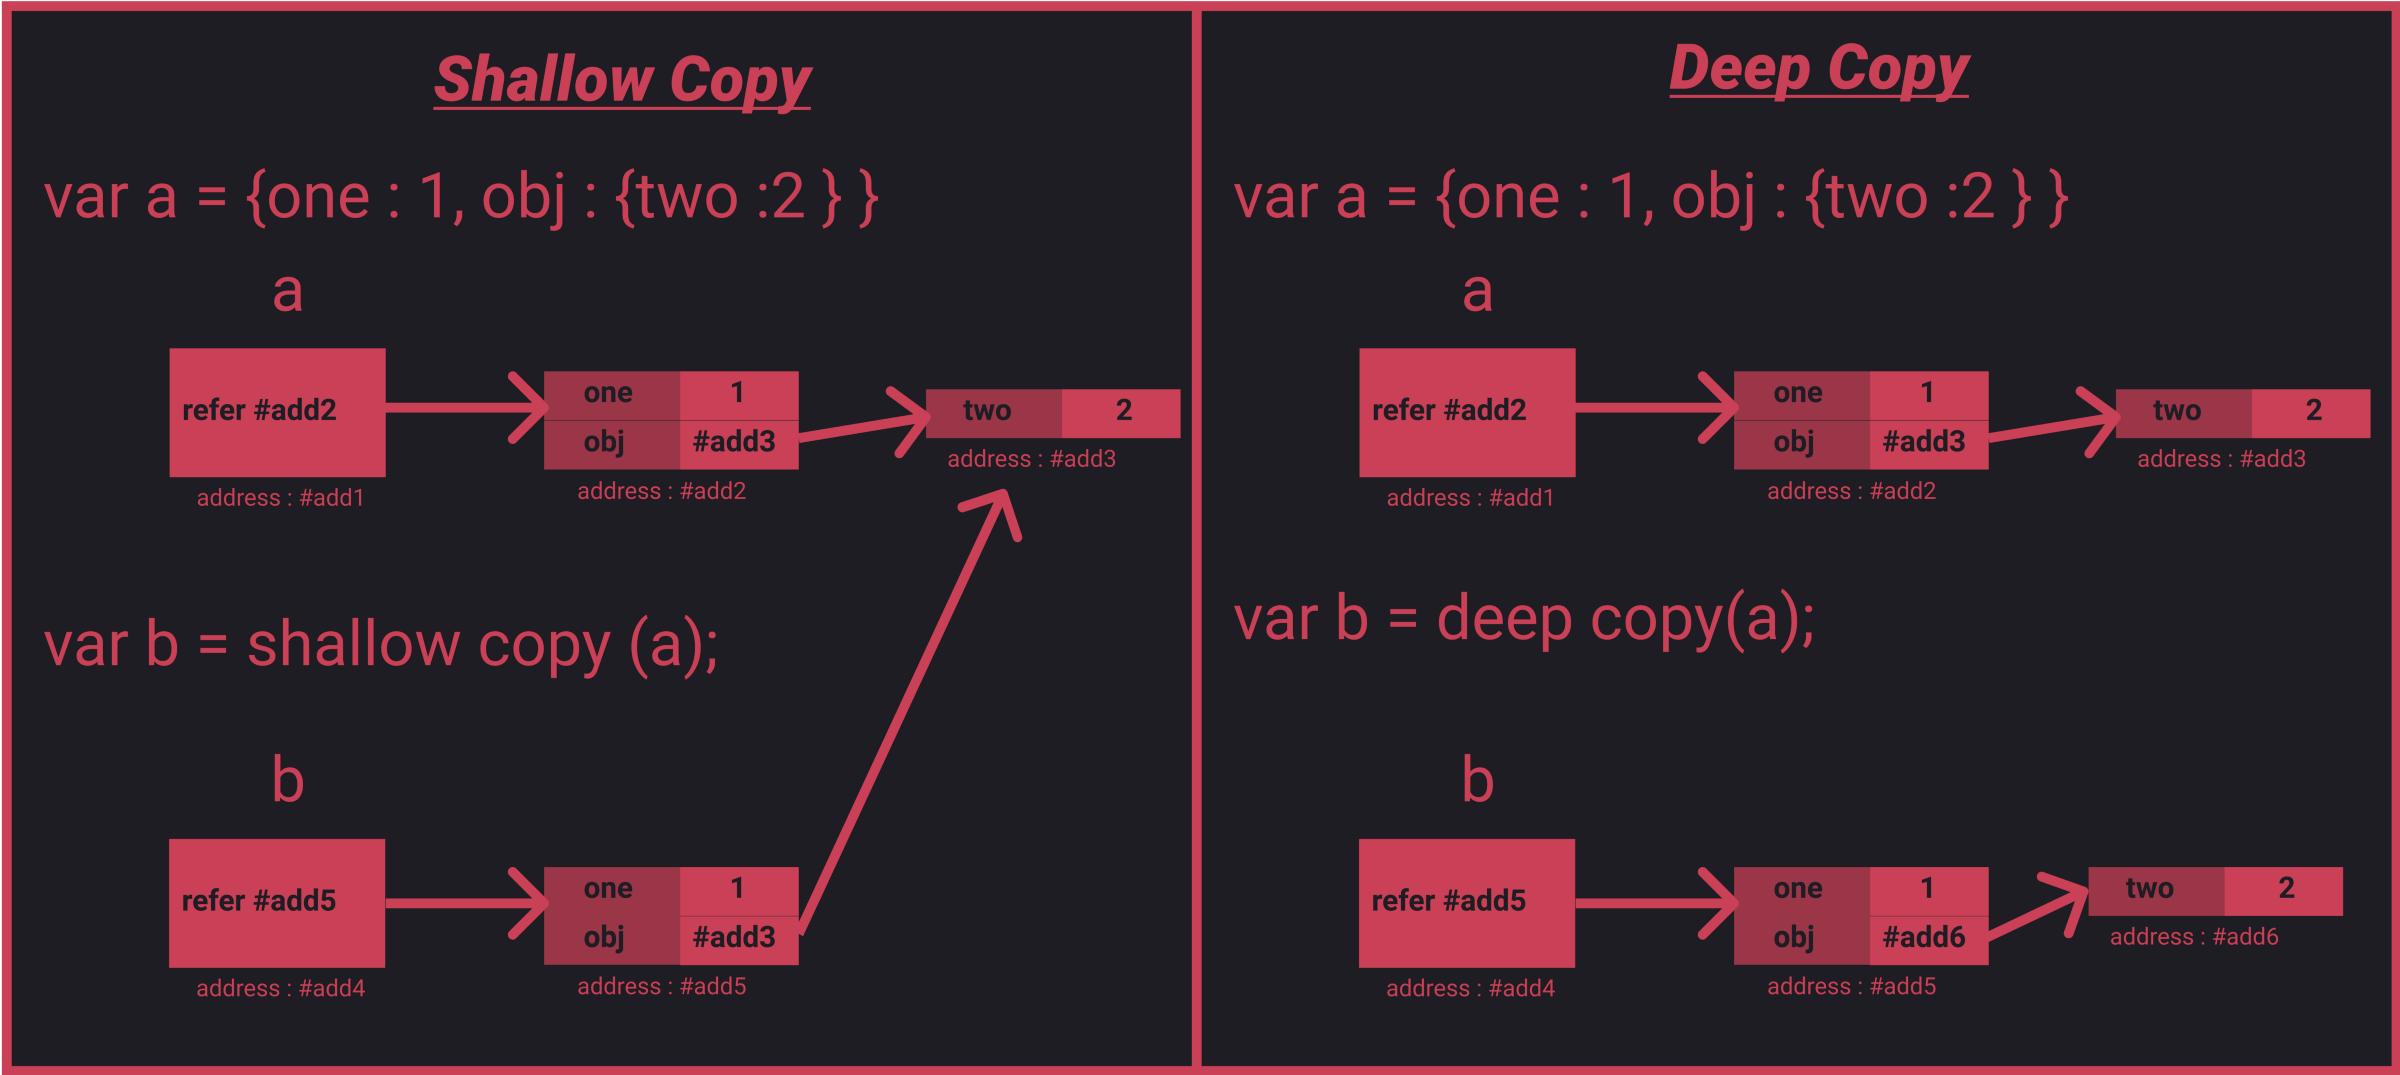 Shallow Copy
var a = {one : 1, obj : {two :2 } }
a
refer #add2
address : #add1
one 1
obj #add3
address : #add2
two 2
address : #add3
var b = shallow copy (a);
b
refer #add5
address : #add4
one 1
obj #add3
address : #add5
Deep Copy
var a = {one : 1, obj : {two :2 } }
a
refer #add2
address : #add1
one 1
obj #add3
address : #add2
two 2
address : #add3
var b = deep copy(a);
b
refer #add5
address : #add4
one 1
obj #add6
address : #add5
two 2
address : #add6